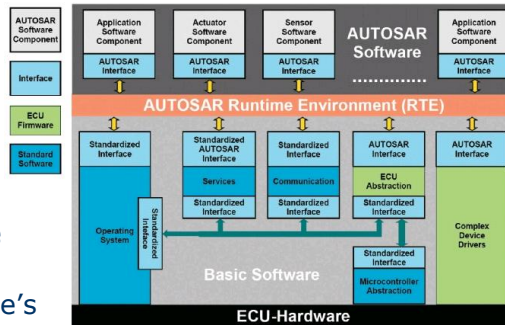 AUTOSAR
Software
Component
Interface
ECU
Firmware
Standard
Software
e's
Application
Software
Component
AUTOSAR
Interface
Actuator
Software
Component
AUTOSAR
Interface
Sensor
Software
Component
AUTOSAR
Interface
AUTOSAR
Software
..............
Application
Software
Component
AUTOSAR
Interface
AUTOSAR Runtime Environment (RTE)
Standardized
Interface
Operating
System
Standardized
Interface
Standardized
AUTOSAR
Interface
Services
Standardized
Interface
Standardized
Interface
Communication
Standardized
Interface
AUTOSAR
Interface
ECU
Abstraction
Standardized
Interface
Standardized
Interface
Microcontroller
Abstraction
AUTOSAR
Interface
Complex
Device
Drivers
Basic Software
ECU-Hardware